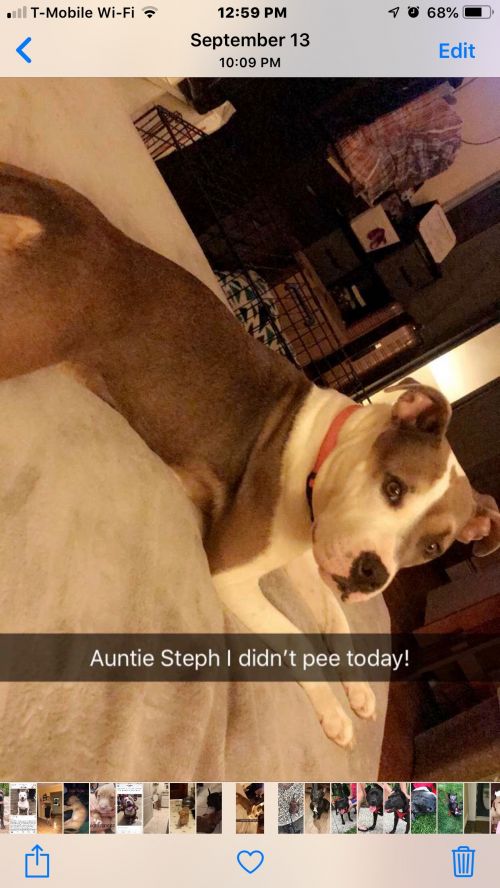 T-Mobile Wi-Fi 12:59 PM 68%
September 13
10:09 PM
Edit
Auntie Steph I didn't pee today!